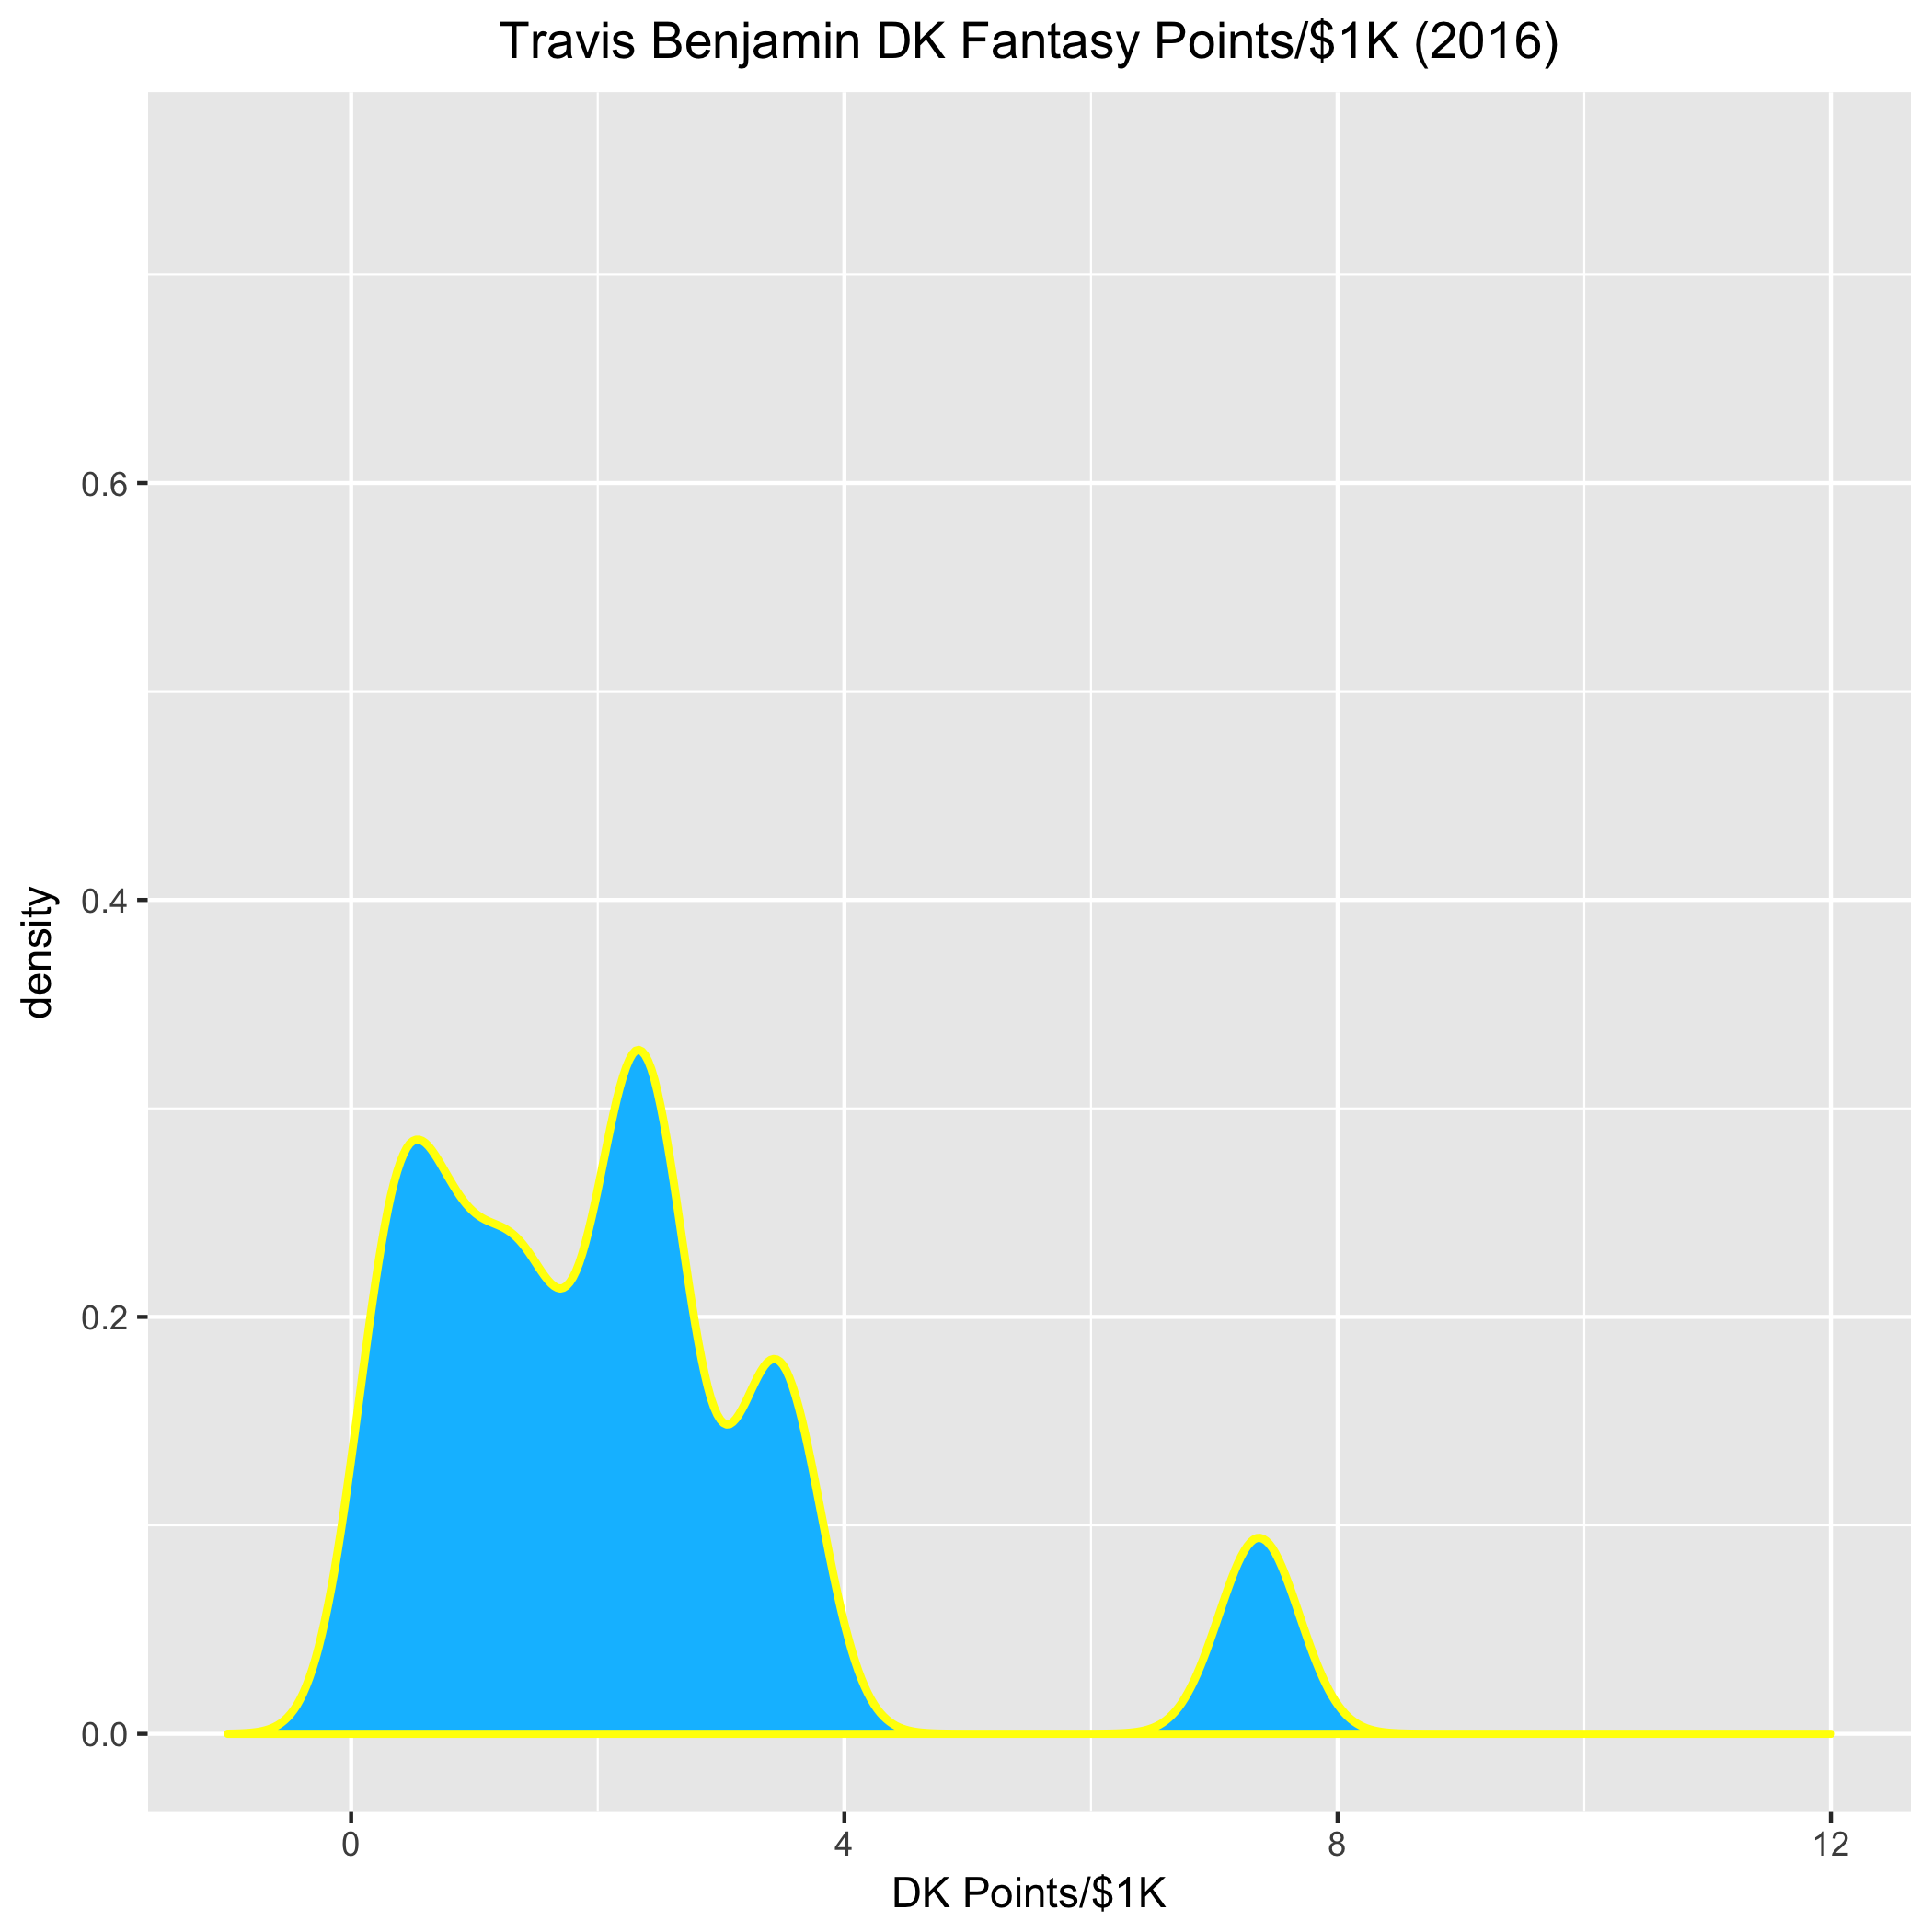 Travis Benjamin DK Fantasy Points/$1K (2016)
density
0.6
0.4
0.2
0.0
0 4 8 12
DK Points/$1K